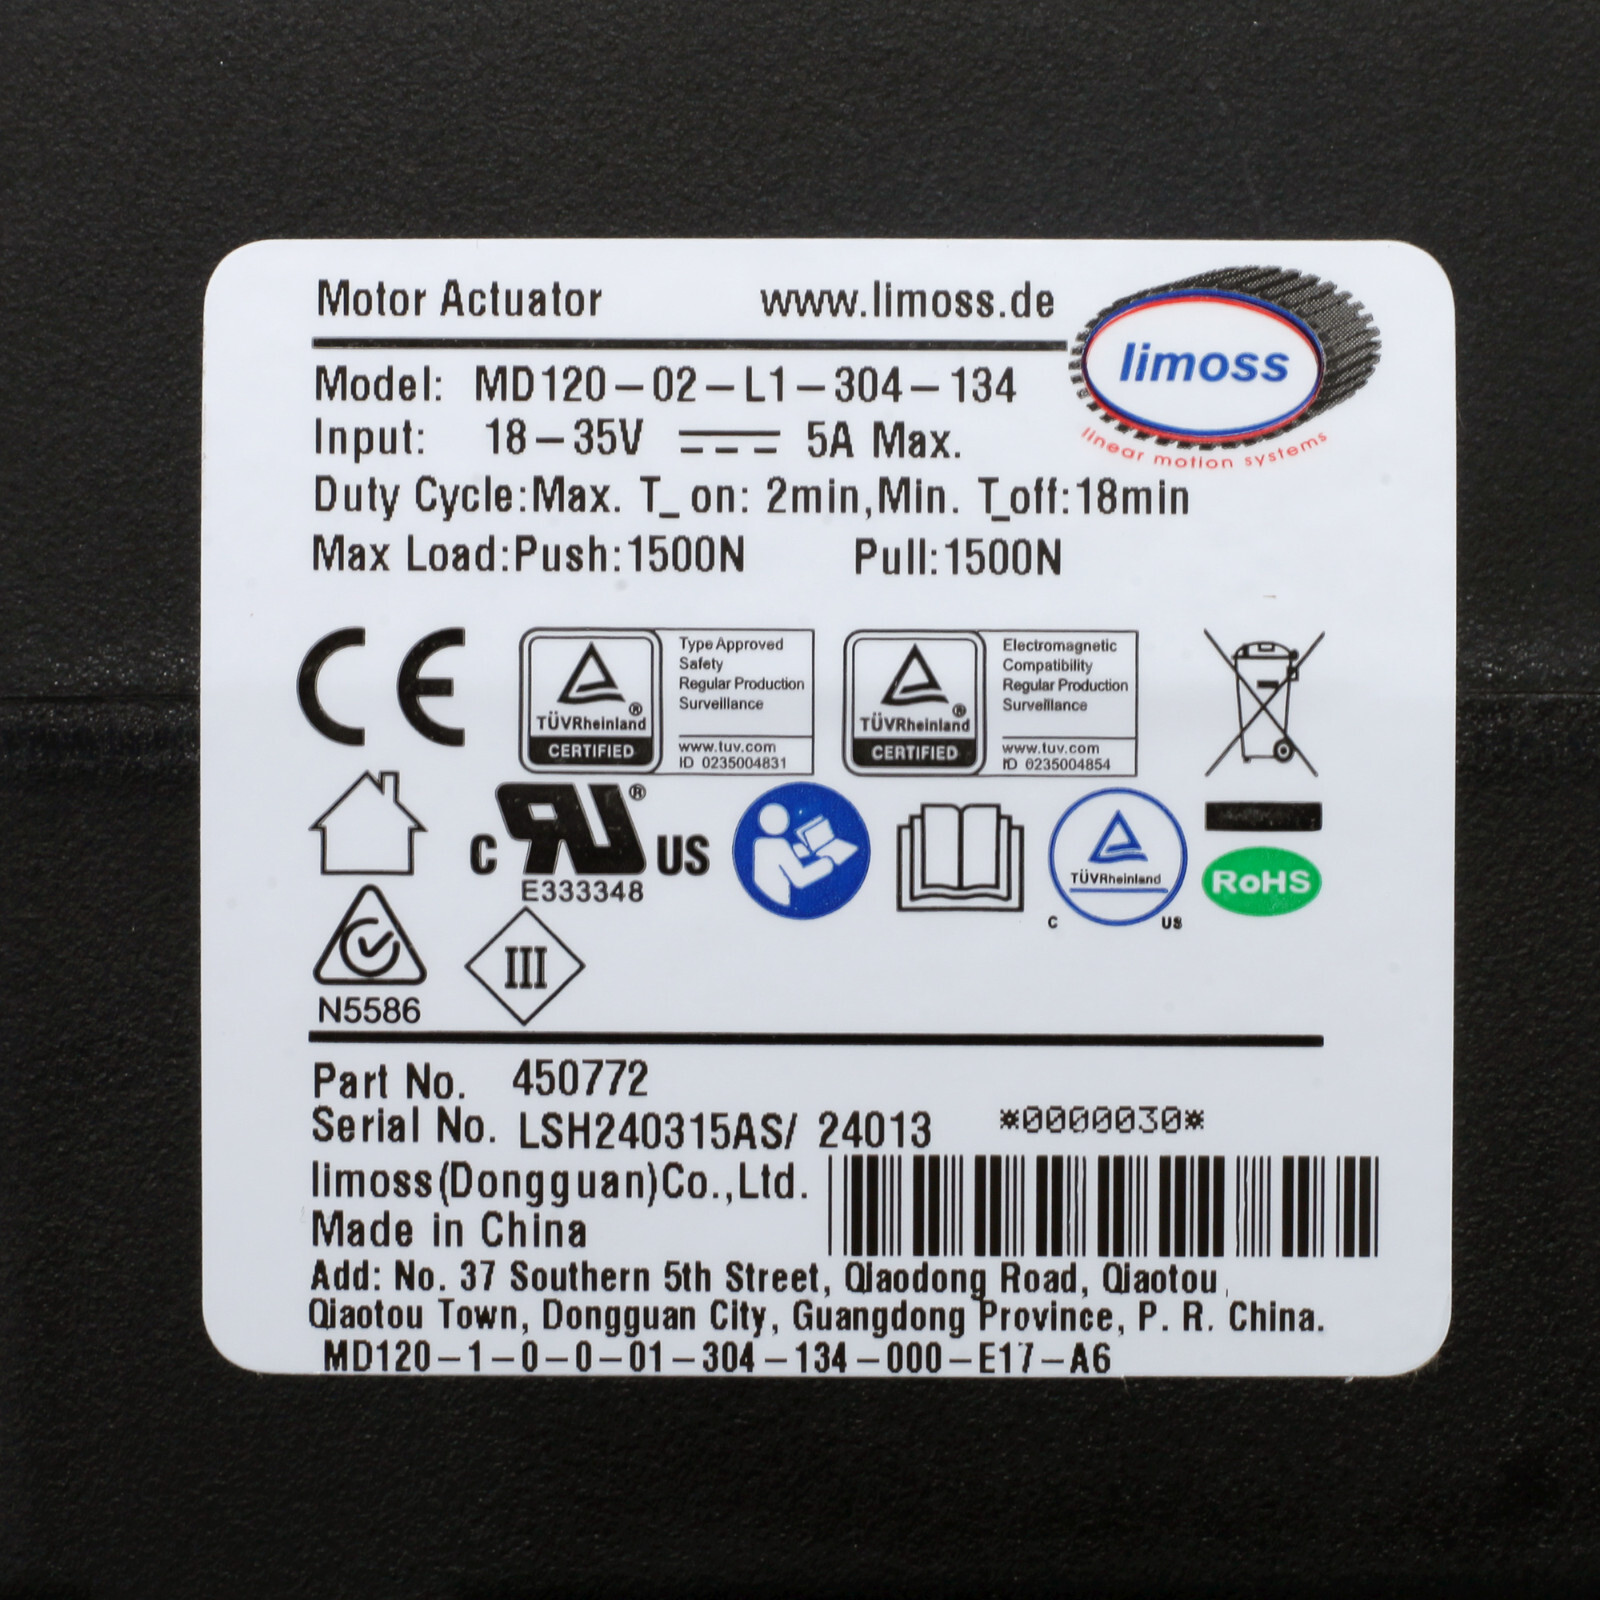 Motor Actuator www.limoss.de
limoss
linear motion systems
Model: MD120-02-L1-304-134
Input: 18-35V 5A Max.
Duty Cycle:Max. T_on: 2min,Min. T_off:18min
Max Load:Push:1500N Pull:1500N
CE
TÜVRheinland®
CERTIFIED
Type Approved
Safety
Regular Production
Surveillance
www.tuv.com
ID 0235004831
TÜVRheinland®
CERTIFIED
Electromagnetic
Compatibility
Regular Production
Surveillance
www.tuv.com
ID 0235004854
C RU® US
E333348
TÜVRheinland
C US
RoHS
N5586
III
Part No. 450772
Serial No. LSH240315AS/ 24013 *0000030*
limoss(Dongguan)Co.,Ltd.
Made in China
Add: No. 37 Southern 5th Street, Qiaodong Road, Qiaotou,
Qiaotou Town, Dongguan City, Guangdong Province, P. R. China.
MD120-1-0-0-01-304-134-000-E17-A6